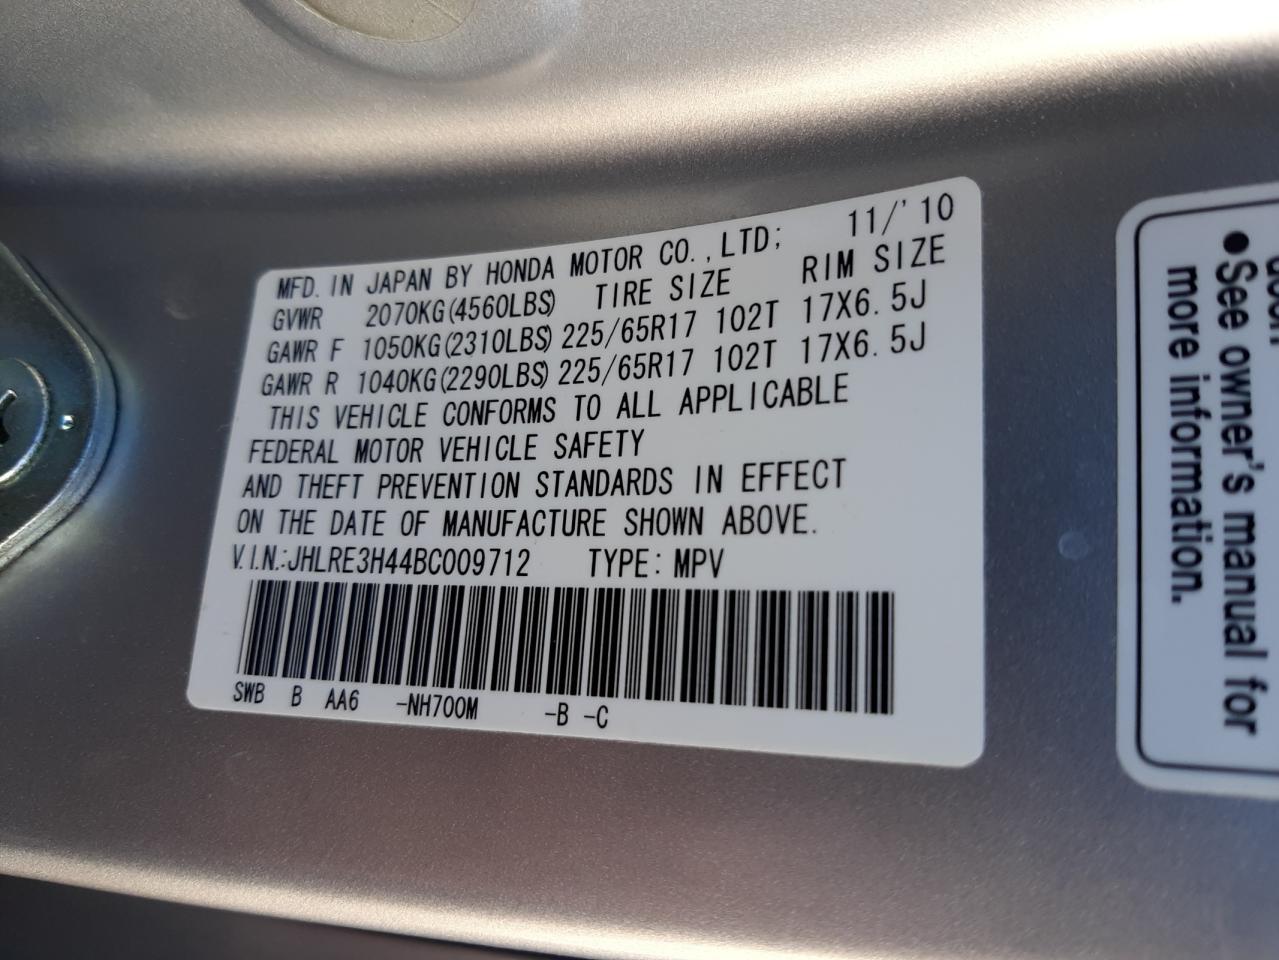 MFD. IN JAPAN BY HONDA MOTOR CO., LTD; 11/'10
GVWR 2070KG(4560LBS) TIRE SIZE RIM SIZE
GAWR F 1050KG(2310LBS) 225/65R17 102T 17X6.5J
GAWR R 1040KG(2290LBS) 225/65R17 102T 17X6.5J
THIS VEHICLE CONFORMS TO ALL APPLICABLE
FEDERAL MOTOR VEHICLE SAFETY
AND THEFT PREVENTION STANDARDS IN EFFECT
ON THE DATE OF MANUFACTURE SHOWN ABOVE.
V.I.N.:JHLRE3H44BC009712 TYPE: MPV
SWB B AA6 -NH700M -B -C
●See owner's manual for
more information.